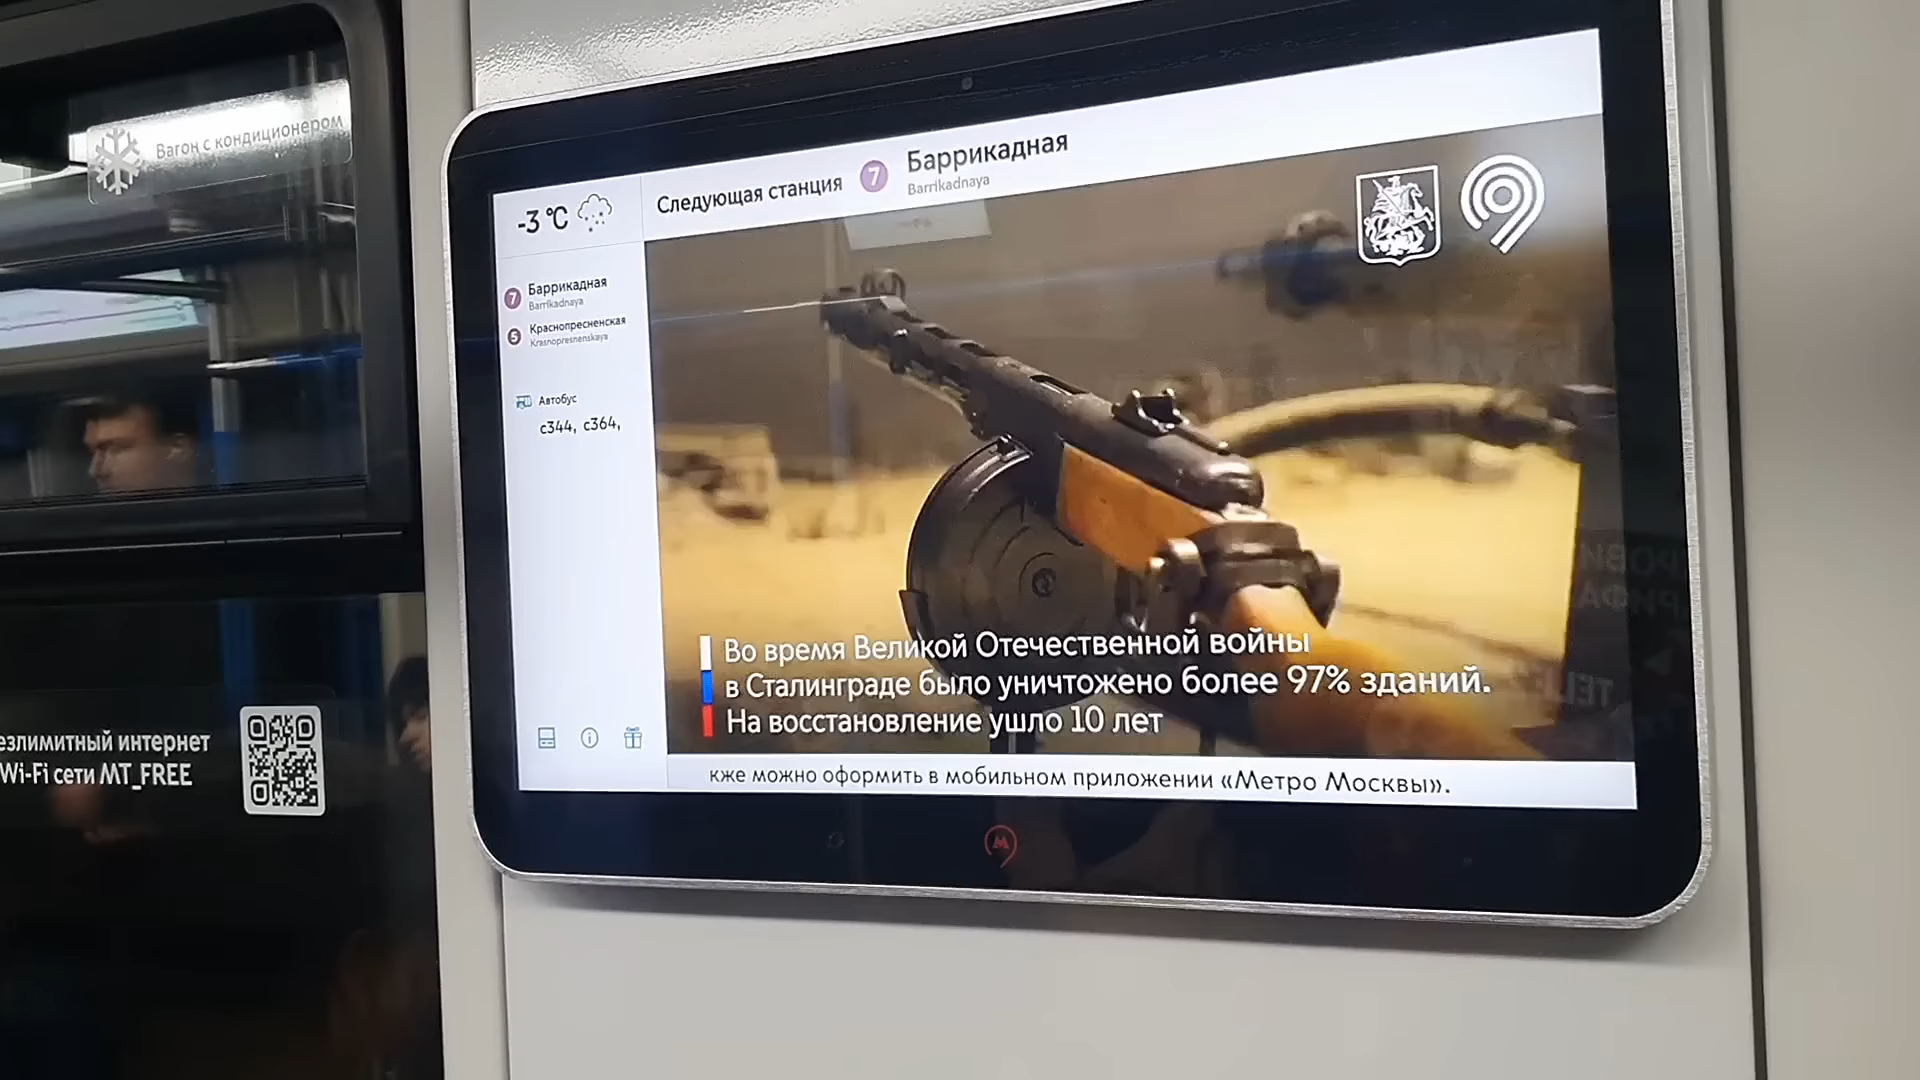 Вагон с кондиционером
-3 °C
Следующая станция 7 Баррикадная
Barrikadnaya
7 Баррикадная
Barrikadnaya
5 Краснопресненская
Krasnopresnenskaya
Автобус
с344, с364,
Во время Великой Отечественной войны
в Сталинграде было уничтожено более 97% зданий.
На восстановление ушло 10 лет
кже можно оформить в мобильном приложении «Метро Москвы».
езлимитный интернет
Wi-Fi сети MT_FREE